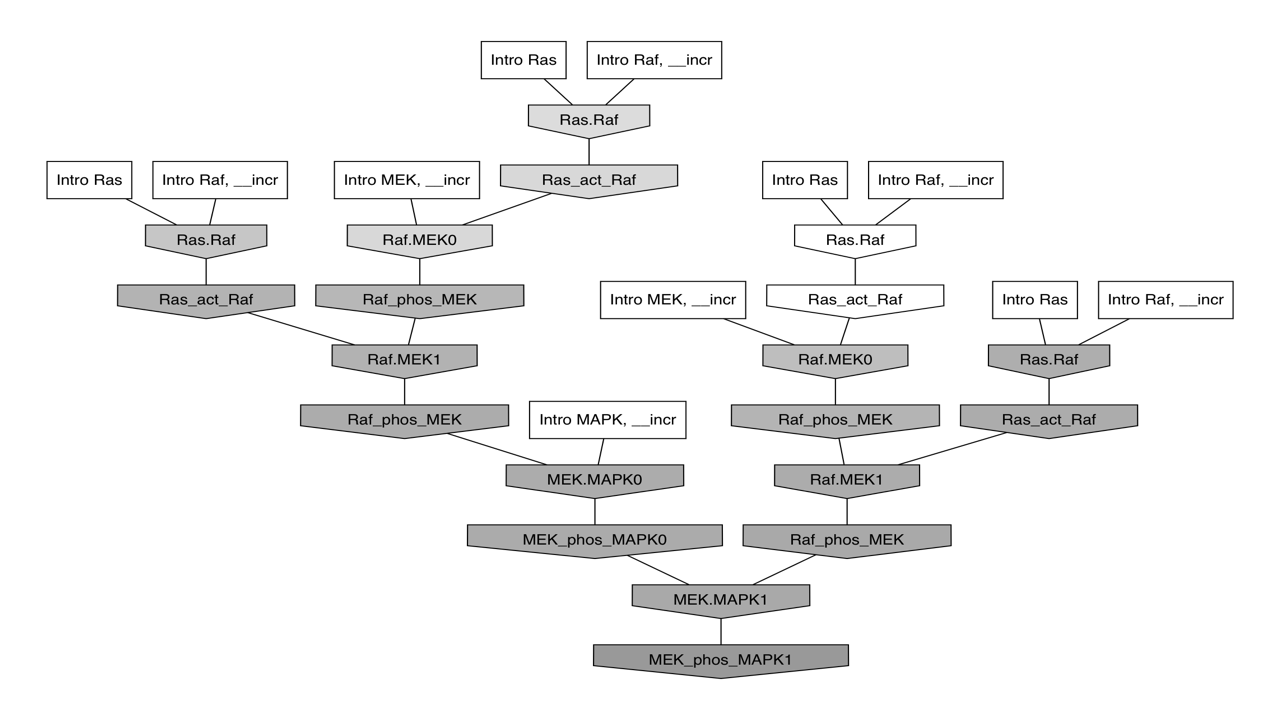 Intro Ras
Intro Raf, __incr
Ras.Raf
Intro Ras
Intro Raf, __incr
Intro MEK, __incr
Ras_act_Raf
Intro Ras
Intro Raf, __incr
Ras.Raf
Raf.MEK0
Ras.Raf
Ras_act_Raf
Raf_phos_MEK
Intro MEK, __incr
Ras_act_Raf
Intro Ras
Intro Raf, __incr
Raf.MEK1
Raf.MEK0
Ras.Raf
Raf_phos_MEK
Intro MAPK, __incr
Raf_phos_MEK
Ras_act_Raf
MEK.MAPK0
Raf.MEK1
MEK_phos_MAPK0
Raf_phos_MEK
MEK.MAPK1
MEK_phos_MAPK1